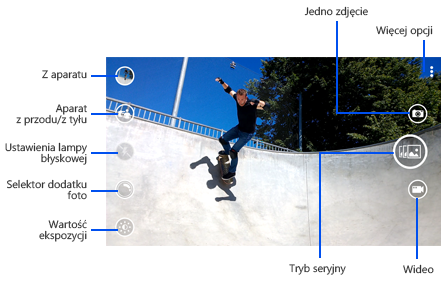 Jedno zdjęcie
Więcej opcji
Z aparatu
Aparat
z przodu/z tyłu
Ustawienia lampy
błyskowej
Selektor dodatku
foto
Wartość
ekspozycji
Tryb seryjny
Wideo